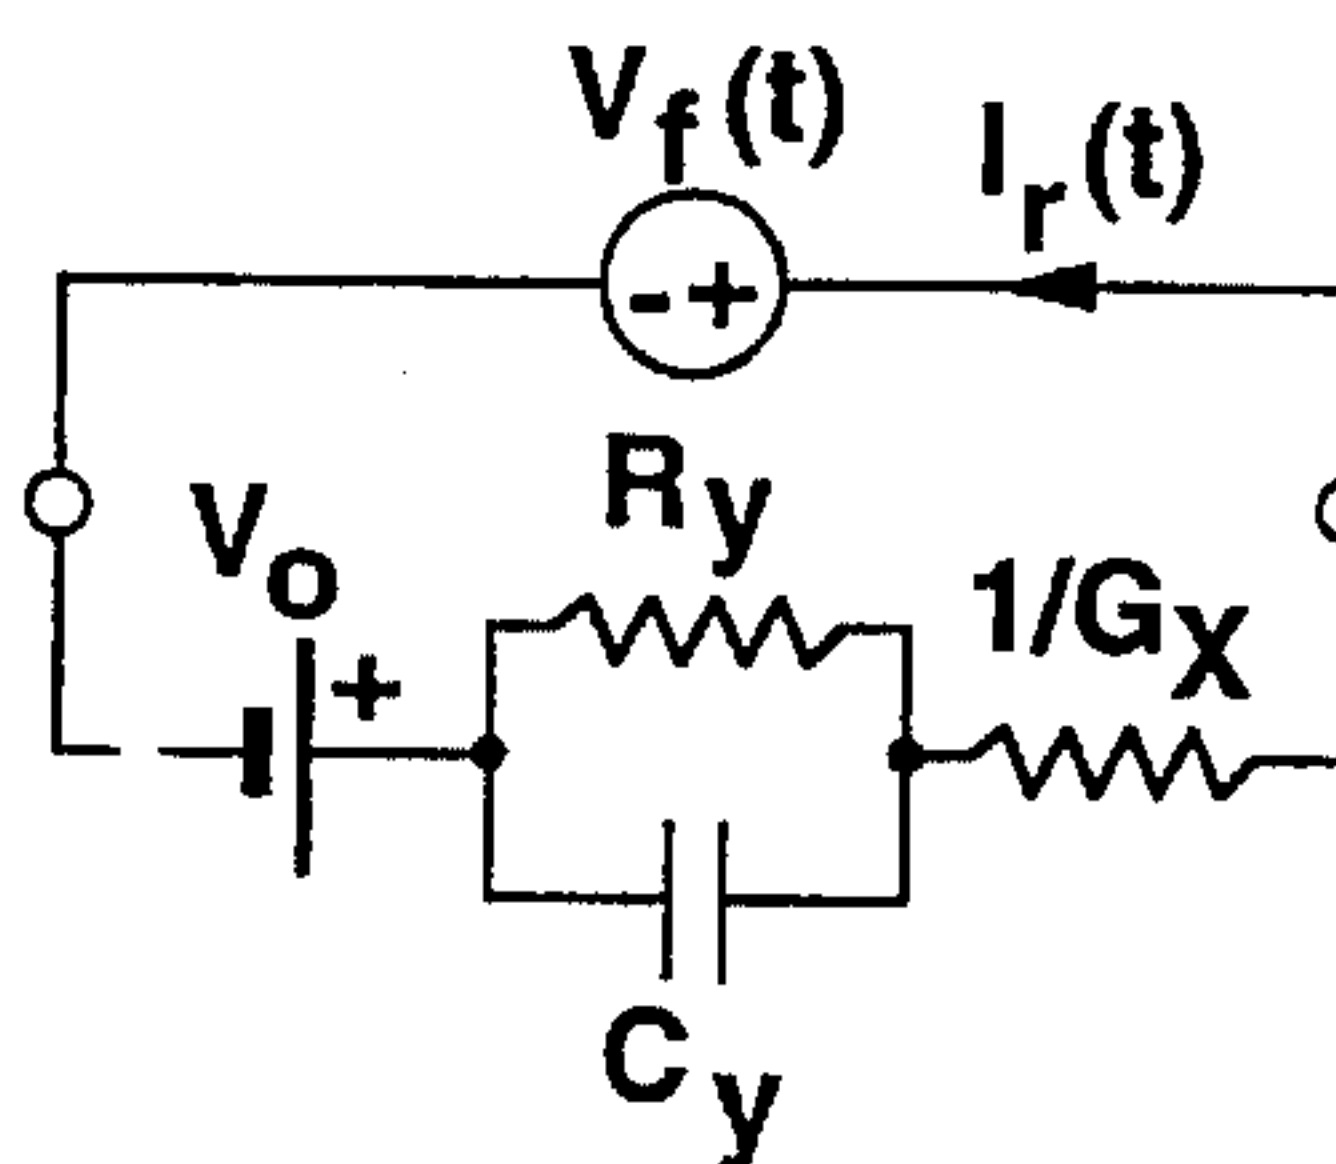 Vf(t)
Ir(t)
- +
Ry
Vo
+
1/GX
Cy